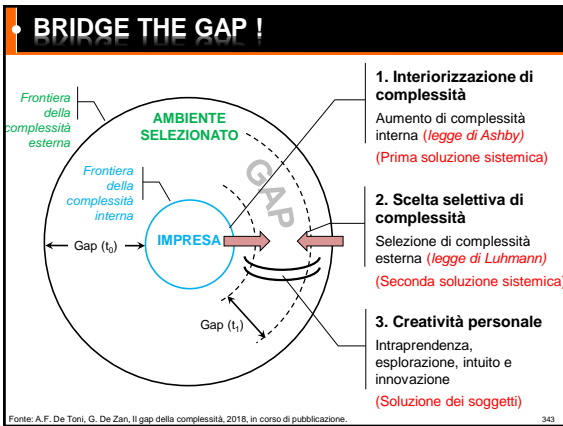 BRIDGE THE GAP !
Frontiera
della
complessità
esterna
AMBIENTE
SELEZIONATO
Frontiera
della
complessità
interna
GAP
IMPRESA
Gap (t0)
Gap (t1)
1. Interiorizzazione di
complessità
Aumento di complessità
interna (legge di Ashby)
(Prima soluzione sistemica)
2. Scelta selettiva di
complessità
Selezione di complessità
esterna (legge di Luhmann)
(Seconda soluzione sistemica)
3. Creatività personale
Intraprendenza,
esplorazione, intuito e
innovazione
(Soluzione dei soggetti)
Fonte: A.F. De Toni, G. De Zan, Il gap della complessità, 2018, in corso di pubblicazione.
343